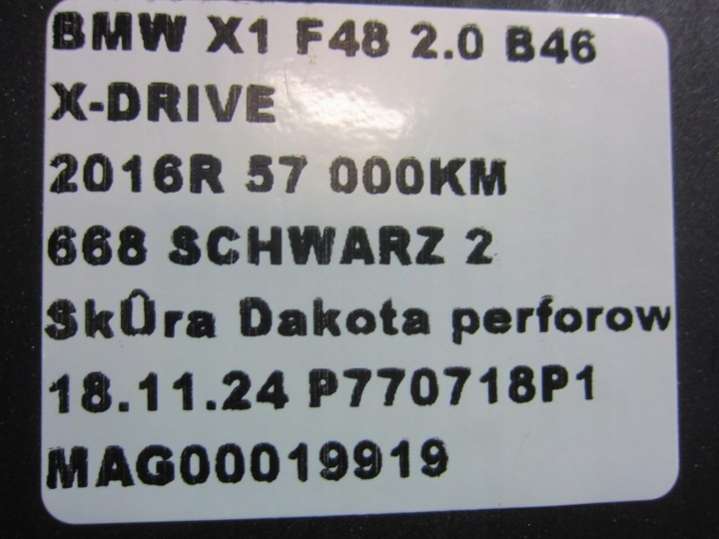 BMW X1 F48 2.0 B46
X-DRIVE
2016R 57 000KM
668 SCHWARZ 2
SkÛra Dakota perforow
18.11.24 P770718P1
MAG00019919